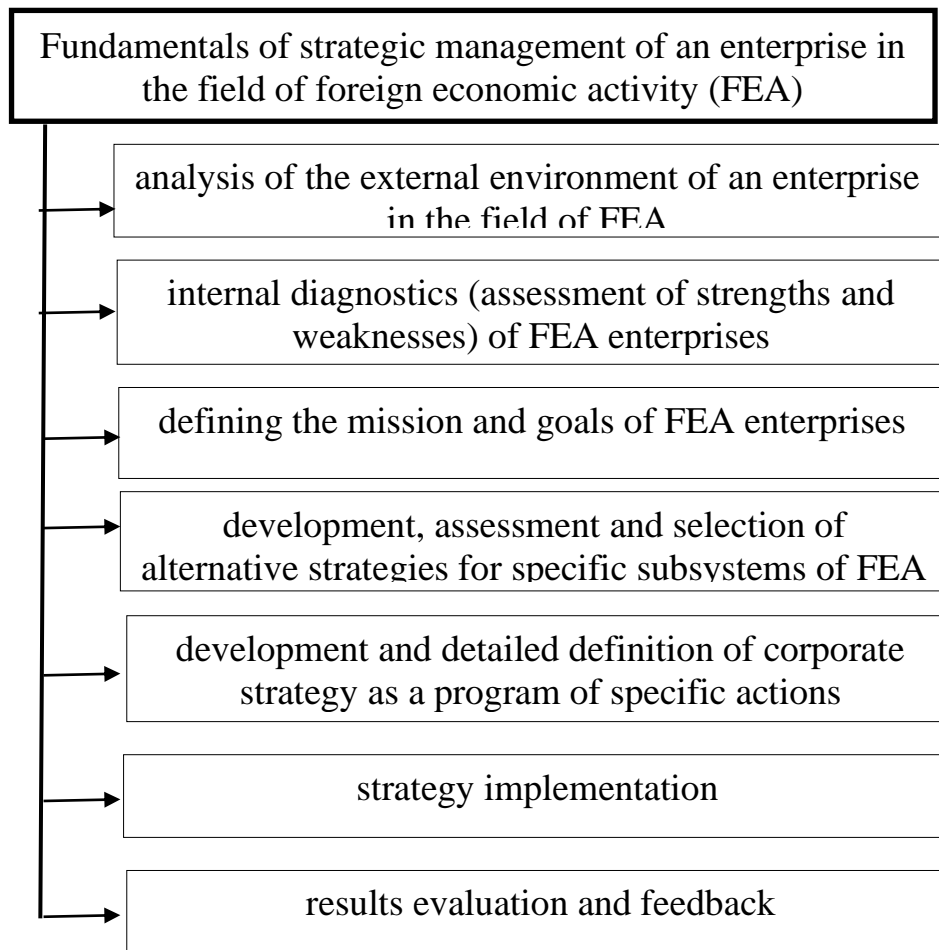 Fundamentals of strategic management of an enterprise in
the field of foreign economic activity (FEA)
analysis of the external environment of an enterprise
in the field of FEA
internal diagnostics (assessment of strengths and
weaknesses) of FEA enterprises
defining the mission and goals of FEA enterprises
development, assessment and selection of
alternative strategies for specific subsystems of FEA
development and detailed definition of corporate
strategy as a program of specific actions
strategy implementation
results evaluation and feedback